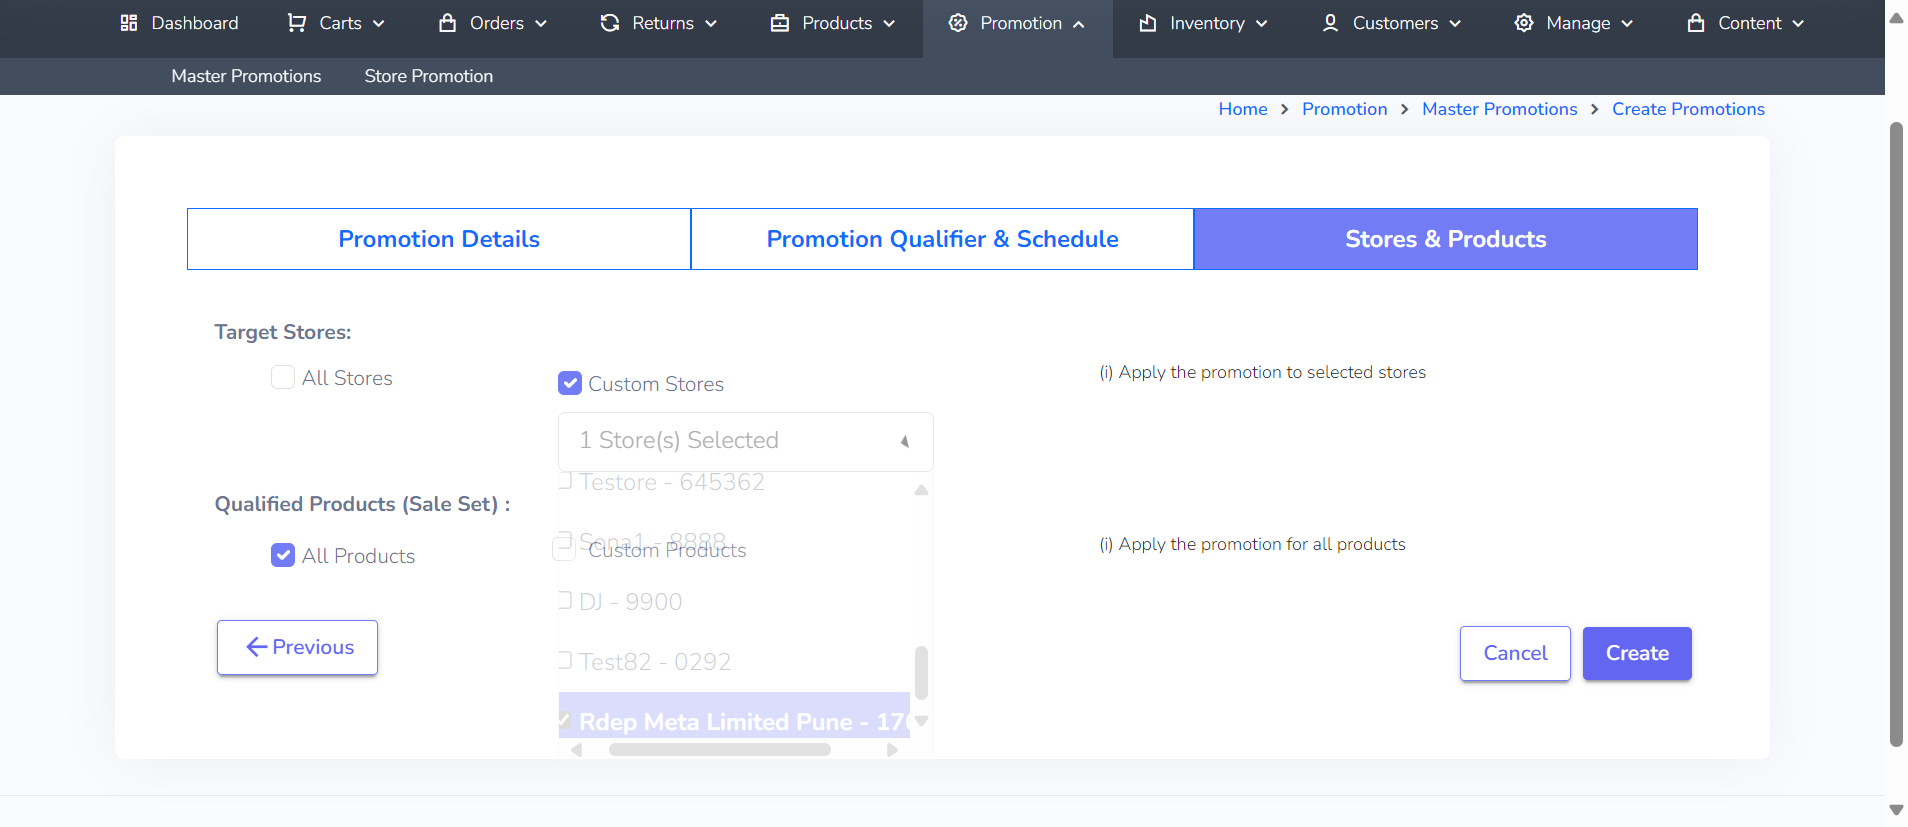 Dashboard Carts Orders Returns Products Promotion Inventory Customers Manage Content
Master Promotions Store Promotion
Home > Promotion > Master Promotions > Create Promotions
Promotion Details Promotion Qualifier & Schedule Stores & Products
Target Stores:
All Stores Custom Stores (i) Apply the promotion to selected stores
1 Store(s) Selected
Testore - 645362
Qualified Products (Sale Set) :
Sona1 - 8888
All Products Custom Products (i) Apply the promotion for all products
DJ - 9900
Previous Cancel Create
Test82 - 0292
Rdep Meta Limited Pune - 17